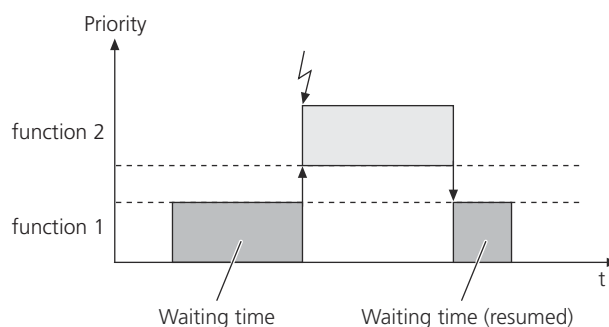 Priority
function 2
function 1
t
Waiting time
Waiting time (resumed)